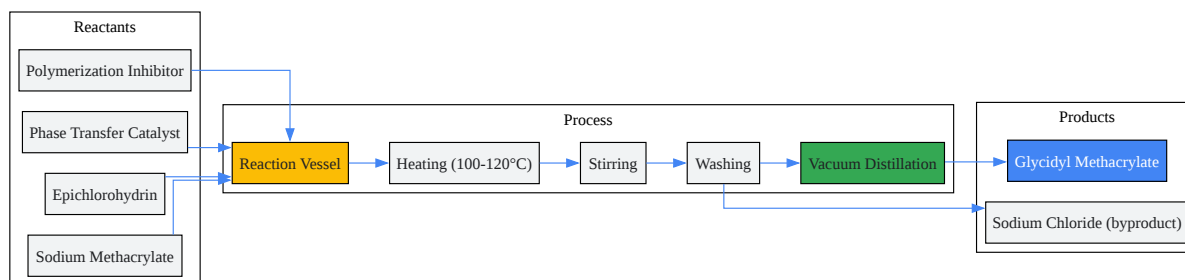 Reactants
Polymerization Inhibitor
Phase Transfer Catalyst
Epichlorohydrin
Sodium Methacrylate
Process
Reaction Vessel
Heating (100-120°C)
Stirring
Washing
Vacuum Distillation
Products
Glycidyl Methacrylate
Sodium Chloride (byproduct)